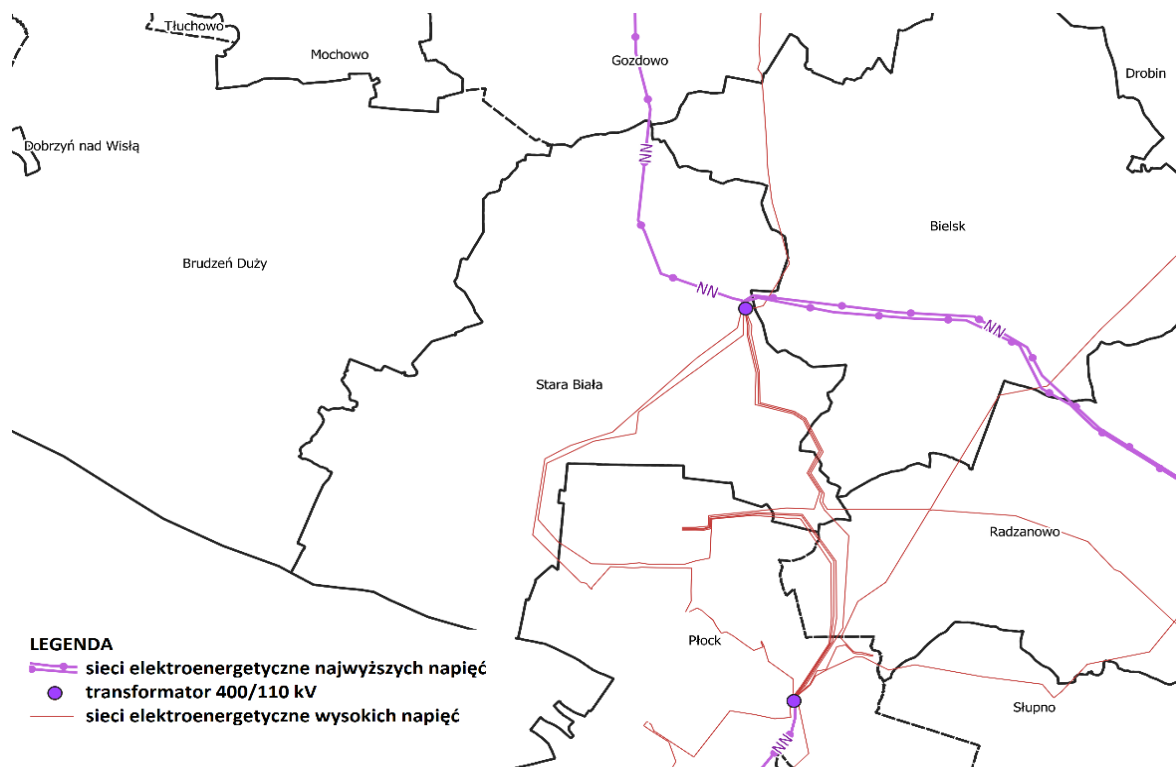 Tłuchowo
Mochowo
Gozdowo
Drobin
Dobrzyń nad Wisłą
NN
Bielsk
Brudzeń Duży
NN
NN
Stara Biała
Radzanowo
Płock
LEGENDA
sieci elektroenergetyczne najwyższych napięć
transformator 400/110 kV
sieci elektroenergetyczne wysokich napięć
Słupno
NN